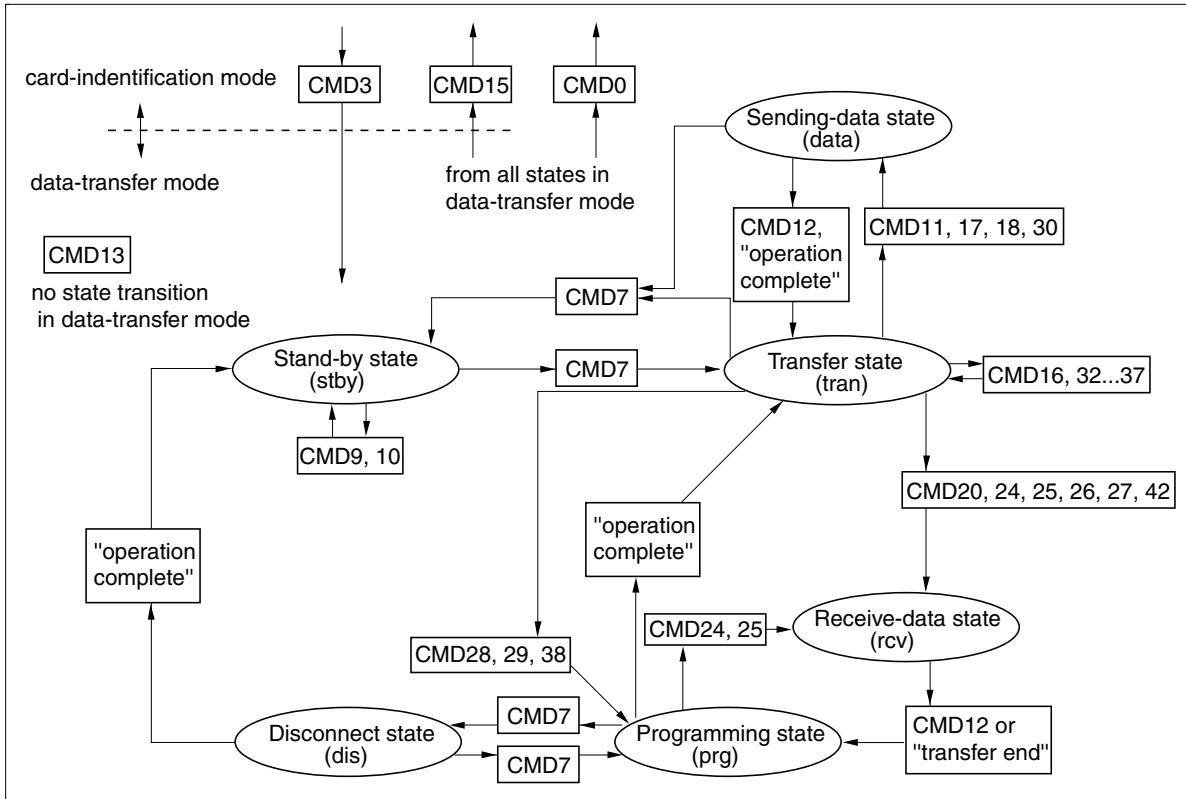 card-indentification mode
CMD3
CMD15
CMD0
data-transfer mode
from all states in
data-transfer mode
Sending-data state
(data)
CMD12,
"operation
complete"
CMD11, 17, 18, 30
CMD13
no state transition
in data-transfer mode
CMD7
Stand-by state
(stby)
CMD7
Transfer state
(tran)
CMD16, 32...37
CMD9, 10
CMD20, 24, 25, 26, 27, 42
"operation
complete"
"operation
complete"
CMD24, 25
Receive-data state
(rcv)
CMD28, 29, 38
CMD7
Disconnect state
(dis)
CMD7
Programming state
(prg)
CMD12 or
"transfer end"